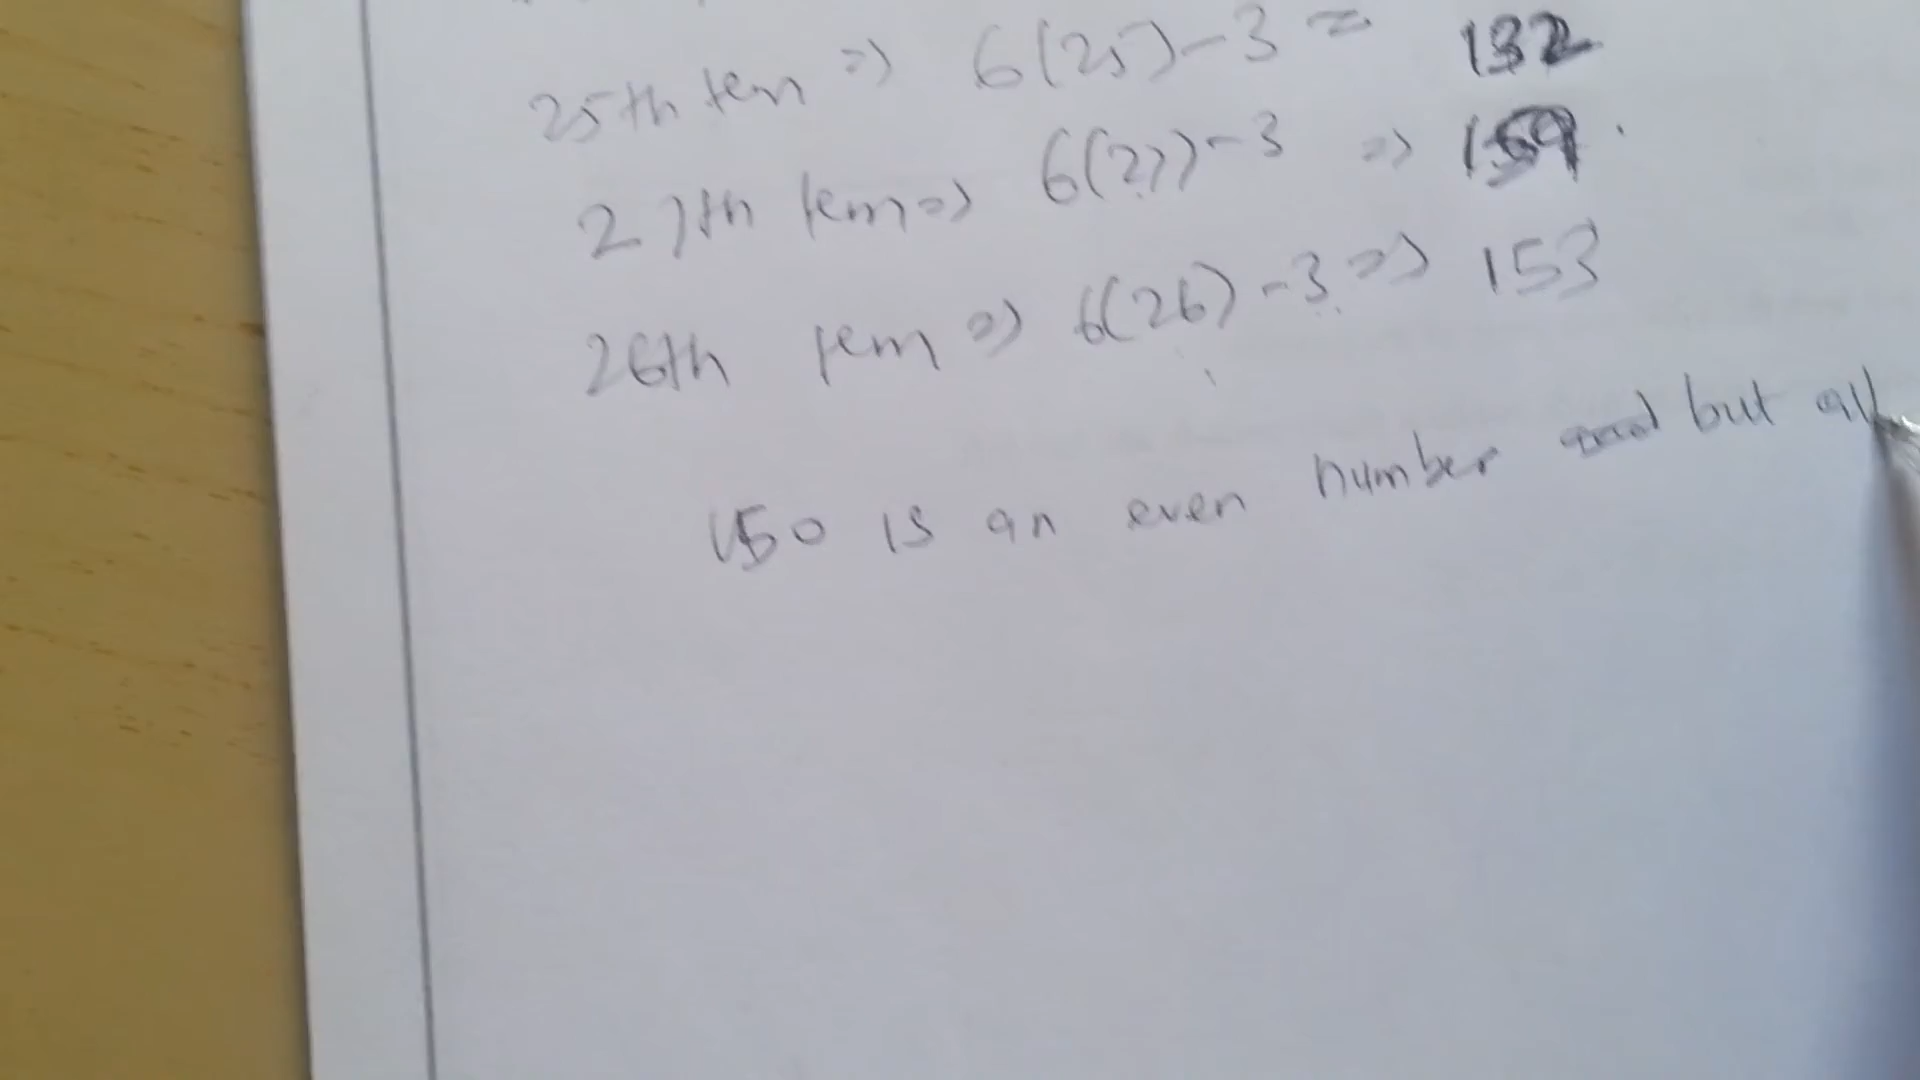 25th term => 6(25)-3 = 132
27th term => 6(27)-3 => 159.
26th term => 6(26)-3 => 153
150 is an even number and but all